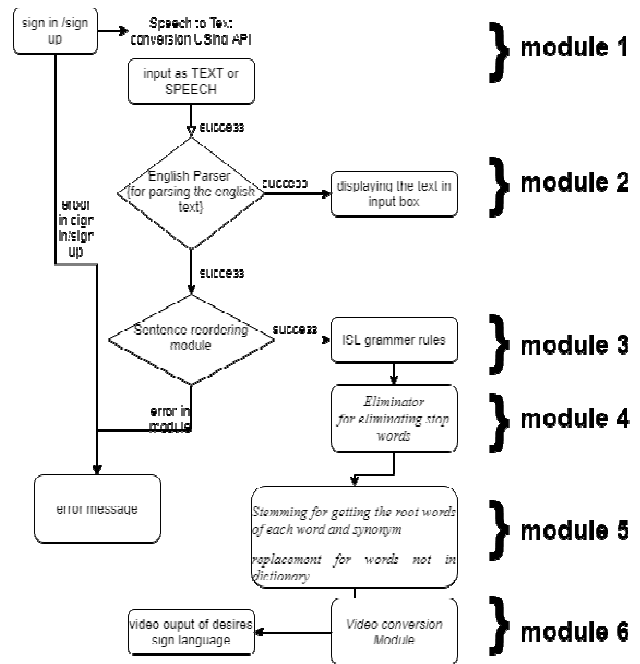 sign in /sign
up
Speech to Text
conversion Using API
module 1
input as TEXT or
SPEECH
success
English Parser
(for parsing the english
text)
success
displaying the text in
input box
module 2
error
in sign
in/sign
up
success
Sentence reordering
module
success
ISL grammer rules
module 3
Eliminator
for eliminating stop
words
module 4
error in
module
error message
Stemming for getting the root words
of each word and synonym
replacement for words not in
dictionary
module 5
video ouput of desires
sign language
Video conversion
Module
module 6